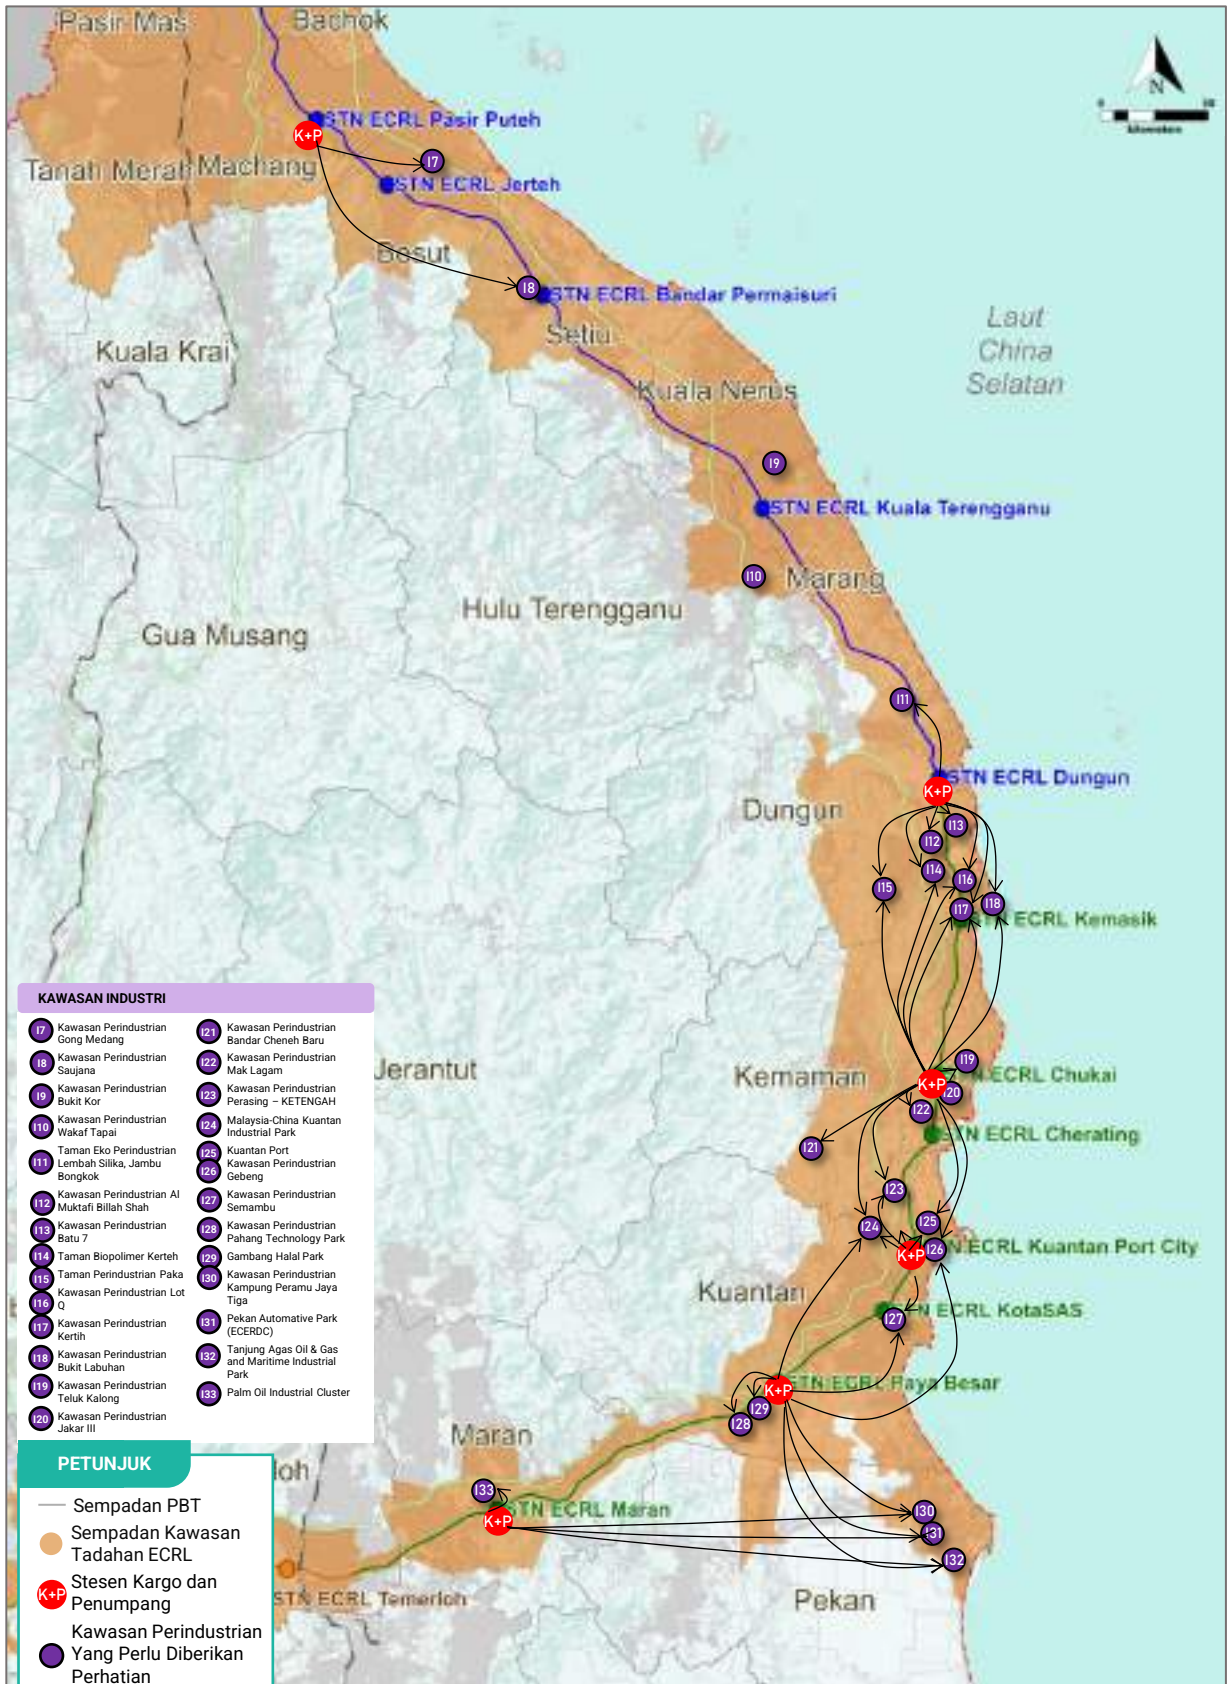 Pasir Mas
Bachok
N
STN ECRL Pasir Puteh
K+P
I7
Tanah Merah
Machang
STN ECRL Jerteh
Besut
I8
STN ECRL Bandar Permaisuri
Setiu
Laut
China
Selatan
Kuala Krai
Kuala Nerus
I9
STN ECRL Kuala Terengganu
I10
Marang
Hulu Terengganu
Gua Musang
I11
STN ECRL Dungun
K+P
Dungun
I13
I12
I14
I16
I15
I17
I18
STN ECRL Kemasik
Jerantut
Kemaman
I19
K+P
ECRL Chukai
I20
I22
STN ECRL Cherating
I21
I23
I25
I24
K+P
I26
ECRL Kuantan Port City
Kuantan
ECRL KotaSAS
I27
STN ECRL Paya Besar
K+P
I29
I28
Maran
I33
STN ECRL Maran
K+P
I30
I31
I32
STN ECRL Temerloh
Pekan
KAWASAN INDUSTRI
I7 Kawasan Perindustrian
Gong Medang
I8 Kawasan Perindustrian
Saujana
I9 Kawasan Perindustrian
Bukit Kor
I10 Kawasan Perindustrian
Wakaf Tapai
I11 Taman Eko Perindustrian
Lembah Silika, Jambu
Bongkok
I12 Kawasan Perindustrian Al
Muktafi Billah Shah
I13 Kawasan Perindustrian
Batu 7
I14 Taman Biopolimer Kerteh
I15 Taman Perindustrian Paka
I16 Kawasan Perindustrian Lot
Q
I17 Kawasan Perindustrian
Kertih
I18 Kawasan Perindustrian
Bukit Labuhan
I19 Kawasan Perindustrian
Teluk Kalong
I20 Kawasan Perindustrian
Jakar III
I21 Kawasan Perindustrian
Bandar Cheneh Baru
I22 Kawasan Perindustrian
Mak Lagam
I23 Kawasan Perindustrian
Perasing – KETENGAH
I24 Malaysia-China Kuantan
Industrial Park
I25 Kuantan Port
I26 Kawasan Perindustrian
Gebeng
I27 Kawasan Perindustrian
Semambu
I28 Kawasan Perindustrian
Pahang Technology Park
I29 Gambang Halal Park
I30 Kawasan Perindustrian
Kampung Peramu Jaya
Tiga
I31 Pekan Automative Park
(ECERDC)
I32 Tanjung Agas Oil & Gas
and Maritime Industrial
Park
I33 Palm Oil Industrial Cluster
PETUNJUK
loh
Sempadan PBT
Sempadan Kawasan
Tadahan ECRL
K+P Stesen Kargo dan
Penumpang
Kawasan Perindustrian
Yang Perlu Diberikan
Perhatian